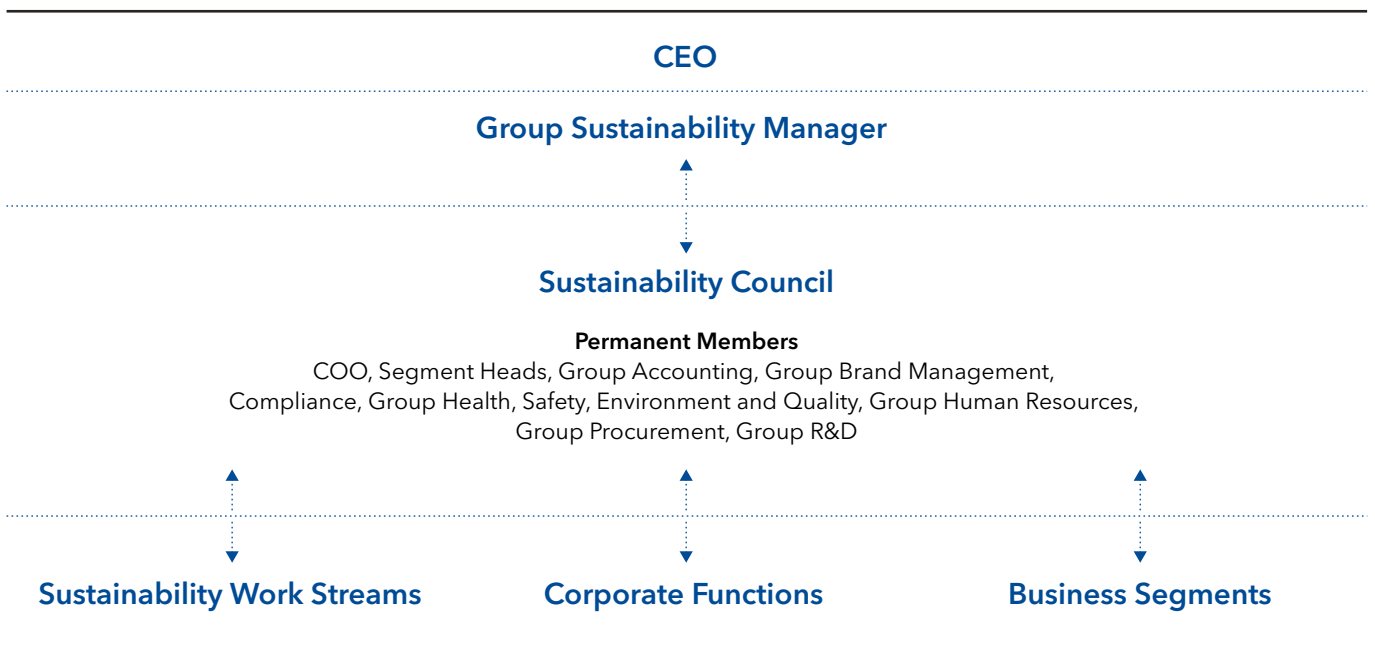 CEO
Group Sustainability Manager
Sustainability Council
Permanent Members
COO, Segment Heads, Group Accounting, Group Brand Management,
Compliance, Group Health, Safety, Environment and Quality, Group Human Resources,
Group Procurement, Group R&D
Sustainability Work Streams
Corporate Functions
Business Segments